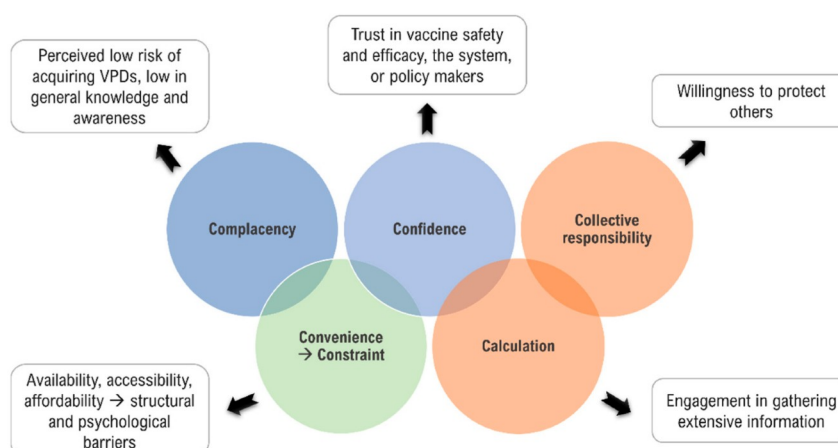 Trust in vaccine safety
and efficacy, the system,
or policy makers
Perceived low risk of
acquiring VPDs, low in
general knowledge and
awareness
Willingness to protect
others
Complacency
Confidence
Collective
responsibility
Convenience
→ Constraint
Calculation
Availability, accessibility,
affordability → structural
and psychological
barriers
Engagement in gathering
extensive information